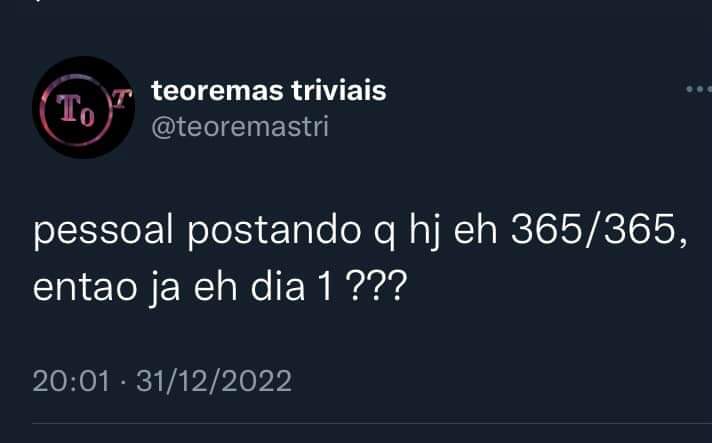 To T
teoremas triviais
@teoremastri
pessoal postando q hj eh 365/365,
entao ja eh dia 1 ???
20:01 · 31/12/2022